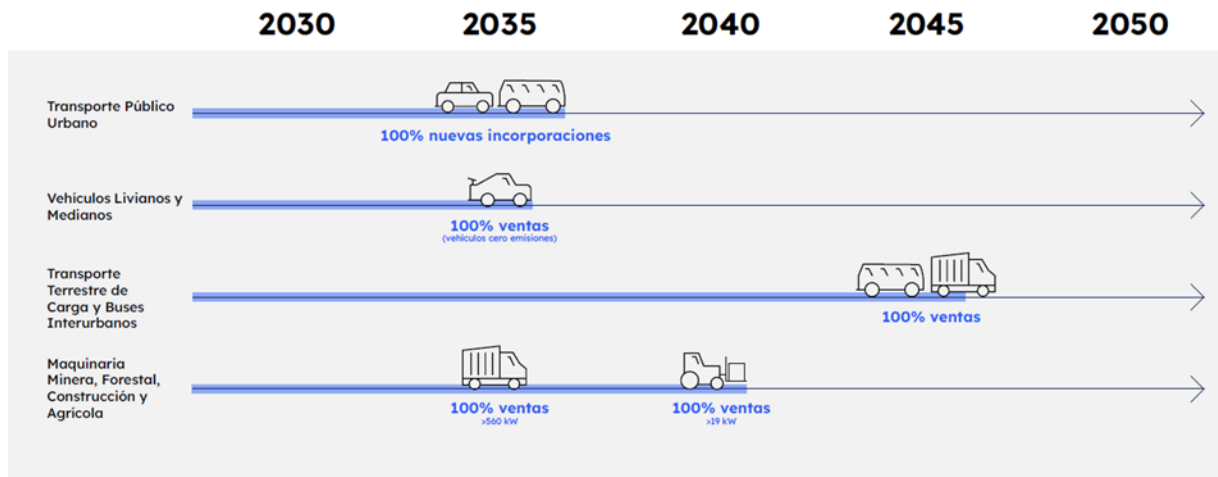 2030 2035 2040 2045 2050
Transporte Público
Urbano
100% nuevas incorporaciones
Vehículos Livianos y
Medianos
100% ventas
(vehículos cero emisiones)
Transporte
Terrestre de
Carga y Buses
Interurbanos
100% ventas
Maquinaria
Minera, Forestal,
Construcción y
Agrícola
100% ventas
>560 kW
100% ventas
>19 kW